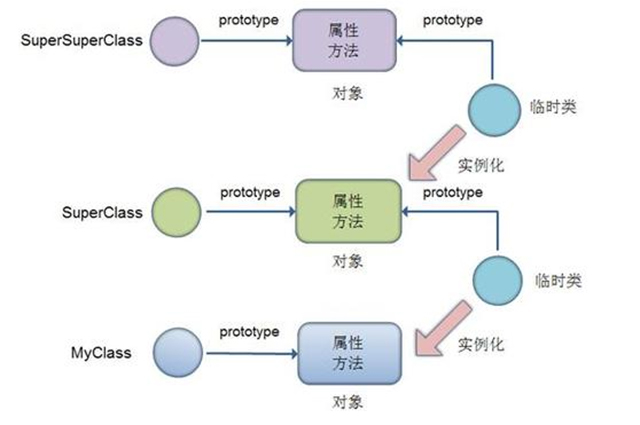 prototype
prototype
SuperSuperClass
属性
方法
对象
临时类
实例化
prototype
prototype
SuperClass
属性
方法
对象
临时类
prototype
实例化
MyClass
属性
方法
对象